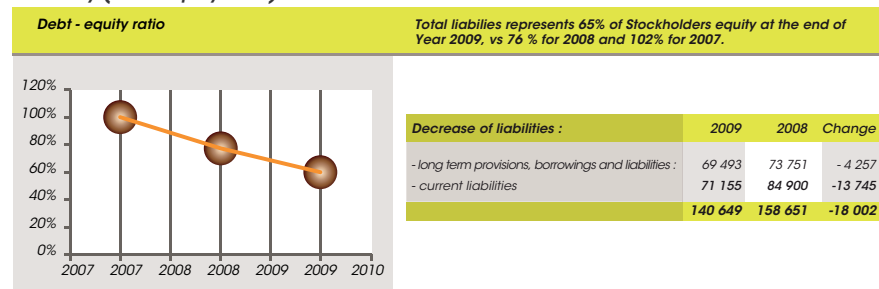 Debt - equity ratio
Total liabilies represents 65% of Stockholders equity at the end of
Year 2009, vs 76 % for 2008 and 102% for 2007.
120%
100%
80%
60%
40%
20%
0%
2007 2007 2008 2008 2009 2009 2010
Decrease of liabilities : 2009 2008 Change
- long term provisions, borrowings and liabilities : 69 493 73 751 - 4 257
- current liabilities 71 155 84 900 -13 745
140 649 158 651 -18 002